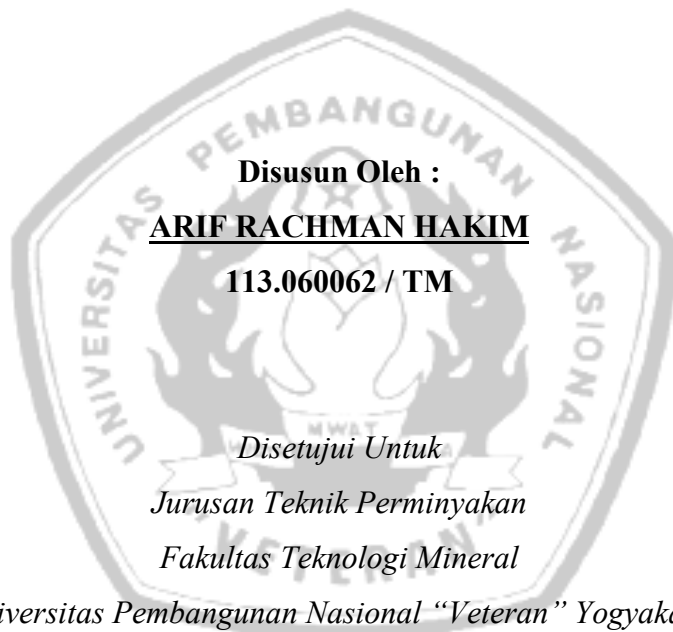 UNIVERSITAS PEMBANGUNAN NASIONAL
Disusun Oleh :
ARIF RACHMAN HAKIM
113.060062 / TM
Disetujui Untuk
Jurusan Teknik Perminyakan
"VETERAN"
Fakultas Teknologi Mineral
iversitas Pembangunan Nasional “Veteran” Yogyaka